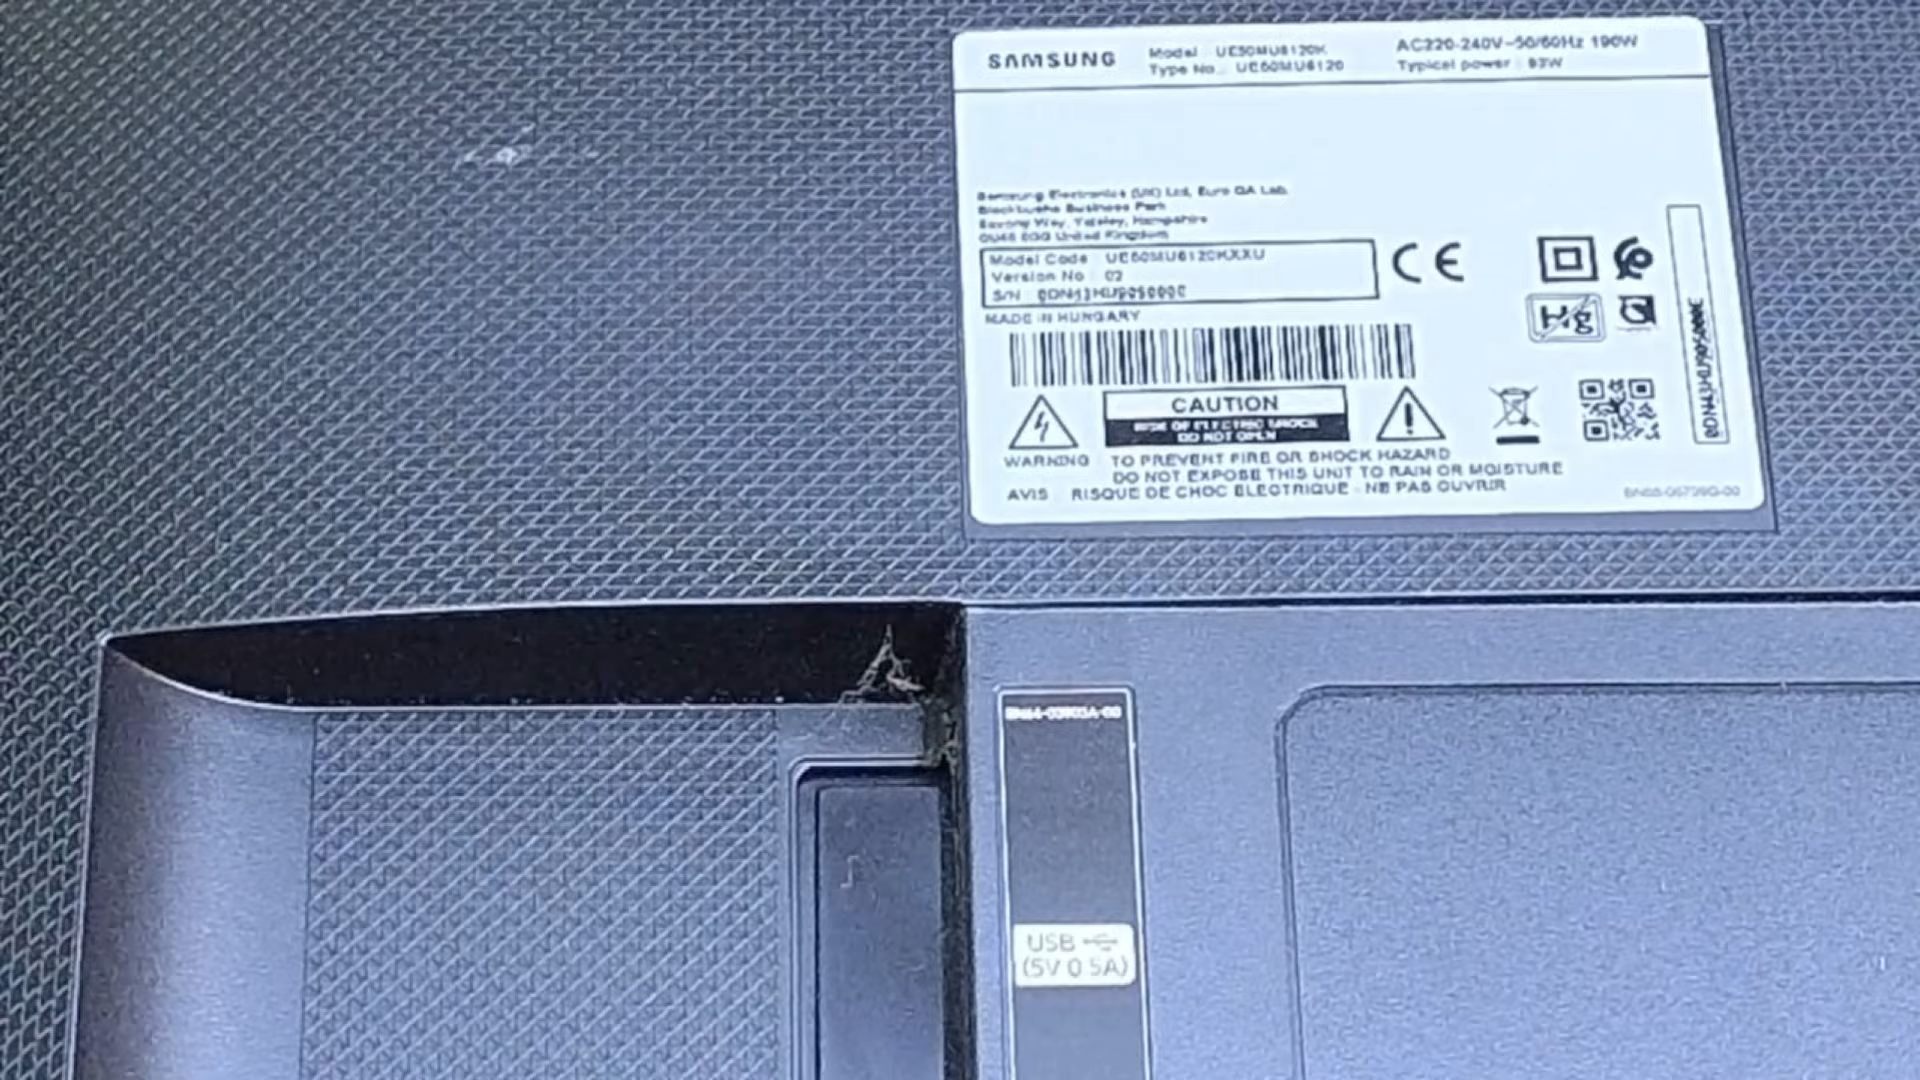 SAMSUNG
Model : UE50MU6120K
Type No. : UE50MU6120
AC220-240V~50/60Hz 190W
Typical power : 93W
Samsung Electronics (UK) Ltd, Euro QA Lab.
Blackbushe Business Park
Saxony Way, Yateley, Hampshire
GU46 6GG United Kingdom
Model Code : UE50MU6120KXXU
Version No : 02
S/N :
MADE IN HUNGARY
CE
Hg
CAUTION
RISK OF ELECTRIC SHOCK
DO NOT OPEN
WARNING : TO PREVENT FIRE OR SHOCK HAZARD
DO NOT EXPOSE THIS UNIT TO RAIN OR MOISTURE
AVIS : RISQUE DE CHOC ELECTRIQUE - NE PAS OUVRIR
USB
(5V 0.5A)